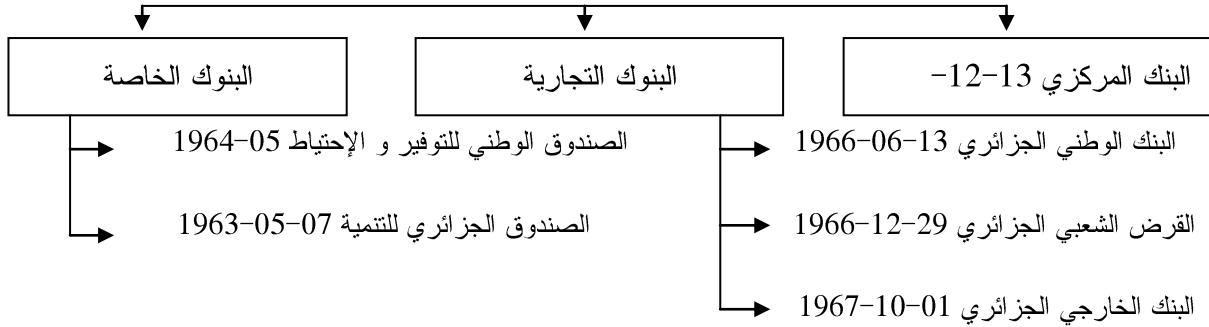 البنك المركزي 13-12-
البنوك التجارية
البنوك الخاصة
البنك الوطني الجزائري 13-06-1966
القرض الشعبي الجزائري 29-12-1966
البنك الخارجي الجزائري 01-10-1967
الصندوق الوطني للتوفير و الإحتياط 05-1964
الصندوق الجزائري للتنمية 07-05-1963